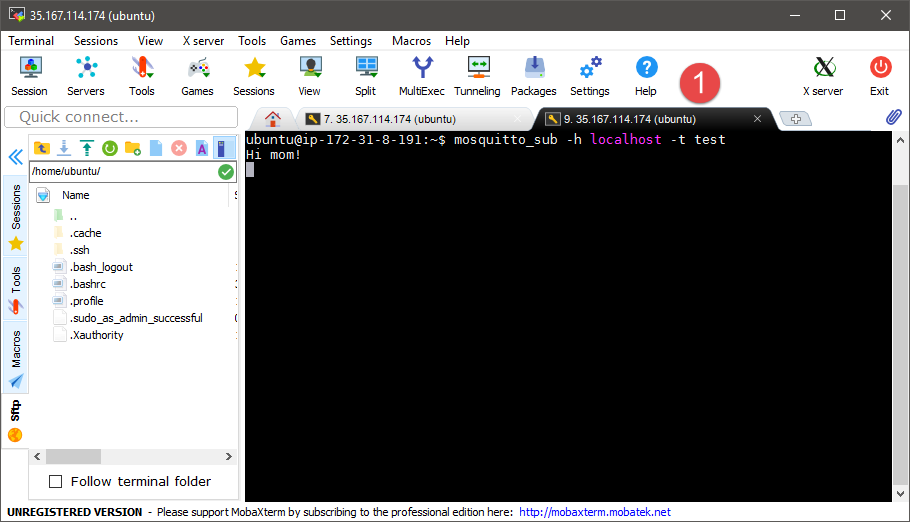 35.167.114.174 (ubuntu)
Terminal Sessions View X server Tools Games Settings Macros Help
Session Servers Tools Games Sessions View Split MultiExec Tunneling Packages Settings Help X server Exit
1
Quick connect...
7. 35.167.114.174 (ubuntu)
9. 35.167.114.174 (ubuntu)
Sessions
Tools
Macros
Sftp
/home/ubuntu/
Name
..
.cache
.ssh
.bash_logout
.bashrc
.profile
.sudo_as_admin_successful
.Xauthority
Follow terminal folder
ubuntu@ip-172-31-8-191:~$ mosquitto_sub -h localhost -t test
Hi mom!
UNREGISTERED VERSION - Please support MobaXterm by subscribing to the professional edition here: http://mobaxterm.mobatek.net